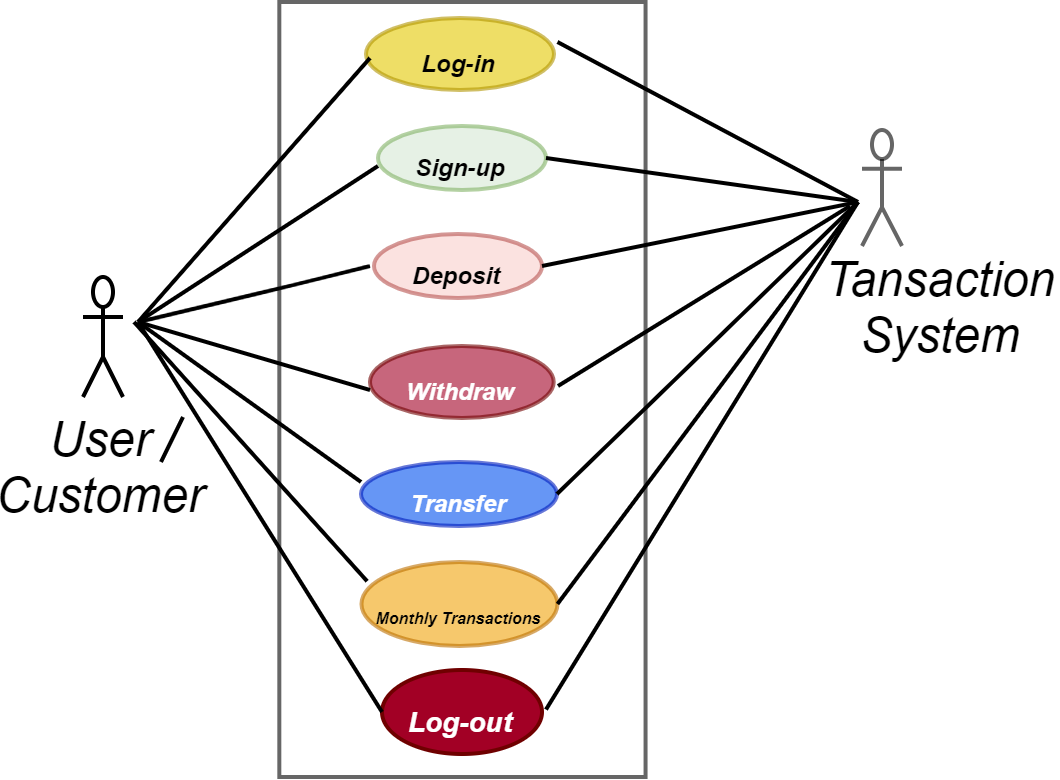 Log-in
Sign-up
Deposit
Withdraw
Transfer
Monthly Transactions
Log-out
User /
Customer
Tansaction
System